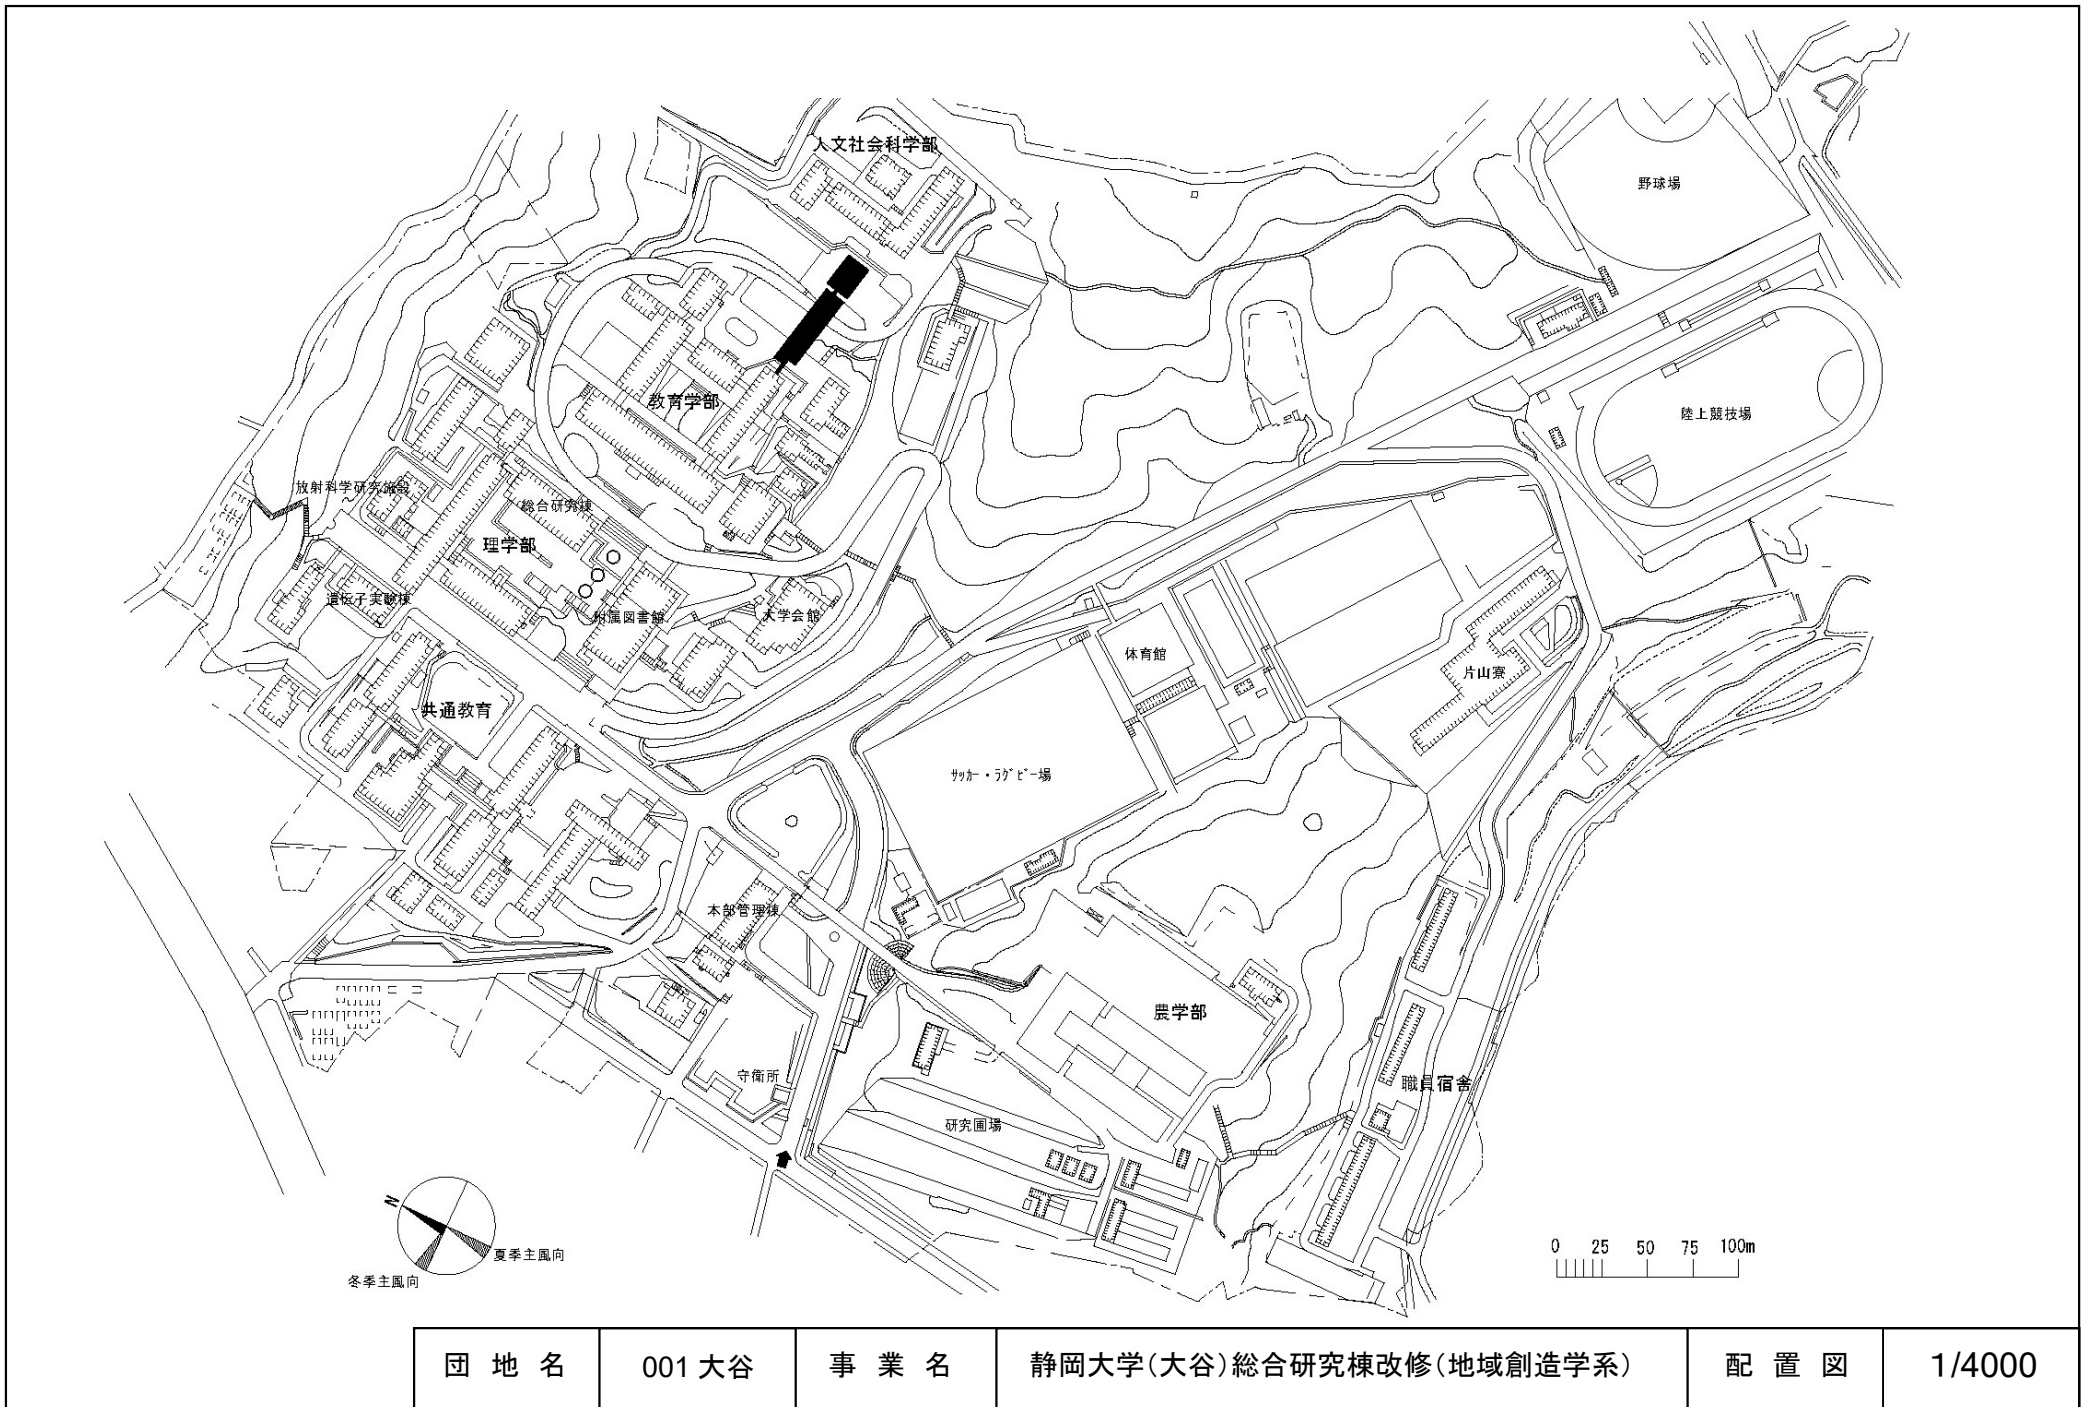 人文社会科学部
野球場
教育学部
陸上競技場
放射科学研究施設
総合研究棟
理学部
遺伝子実験棟
附属図書館
大学会館
体育館
片山寮
共通教育
サッカー・ラグビー場
本部管理棟
農学部
守衛所
職員宿舎
研究圃場
N
夏季主風向
冬季主風向
0 25 50 75 100m
団地名 001 大谷 事業名 静岡大学(大谷)総合研究棟改修(地域創造学系) 配置図 1/4000